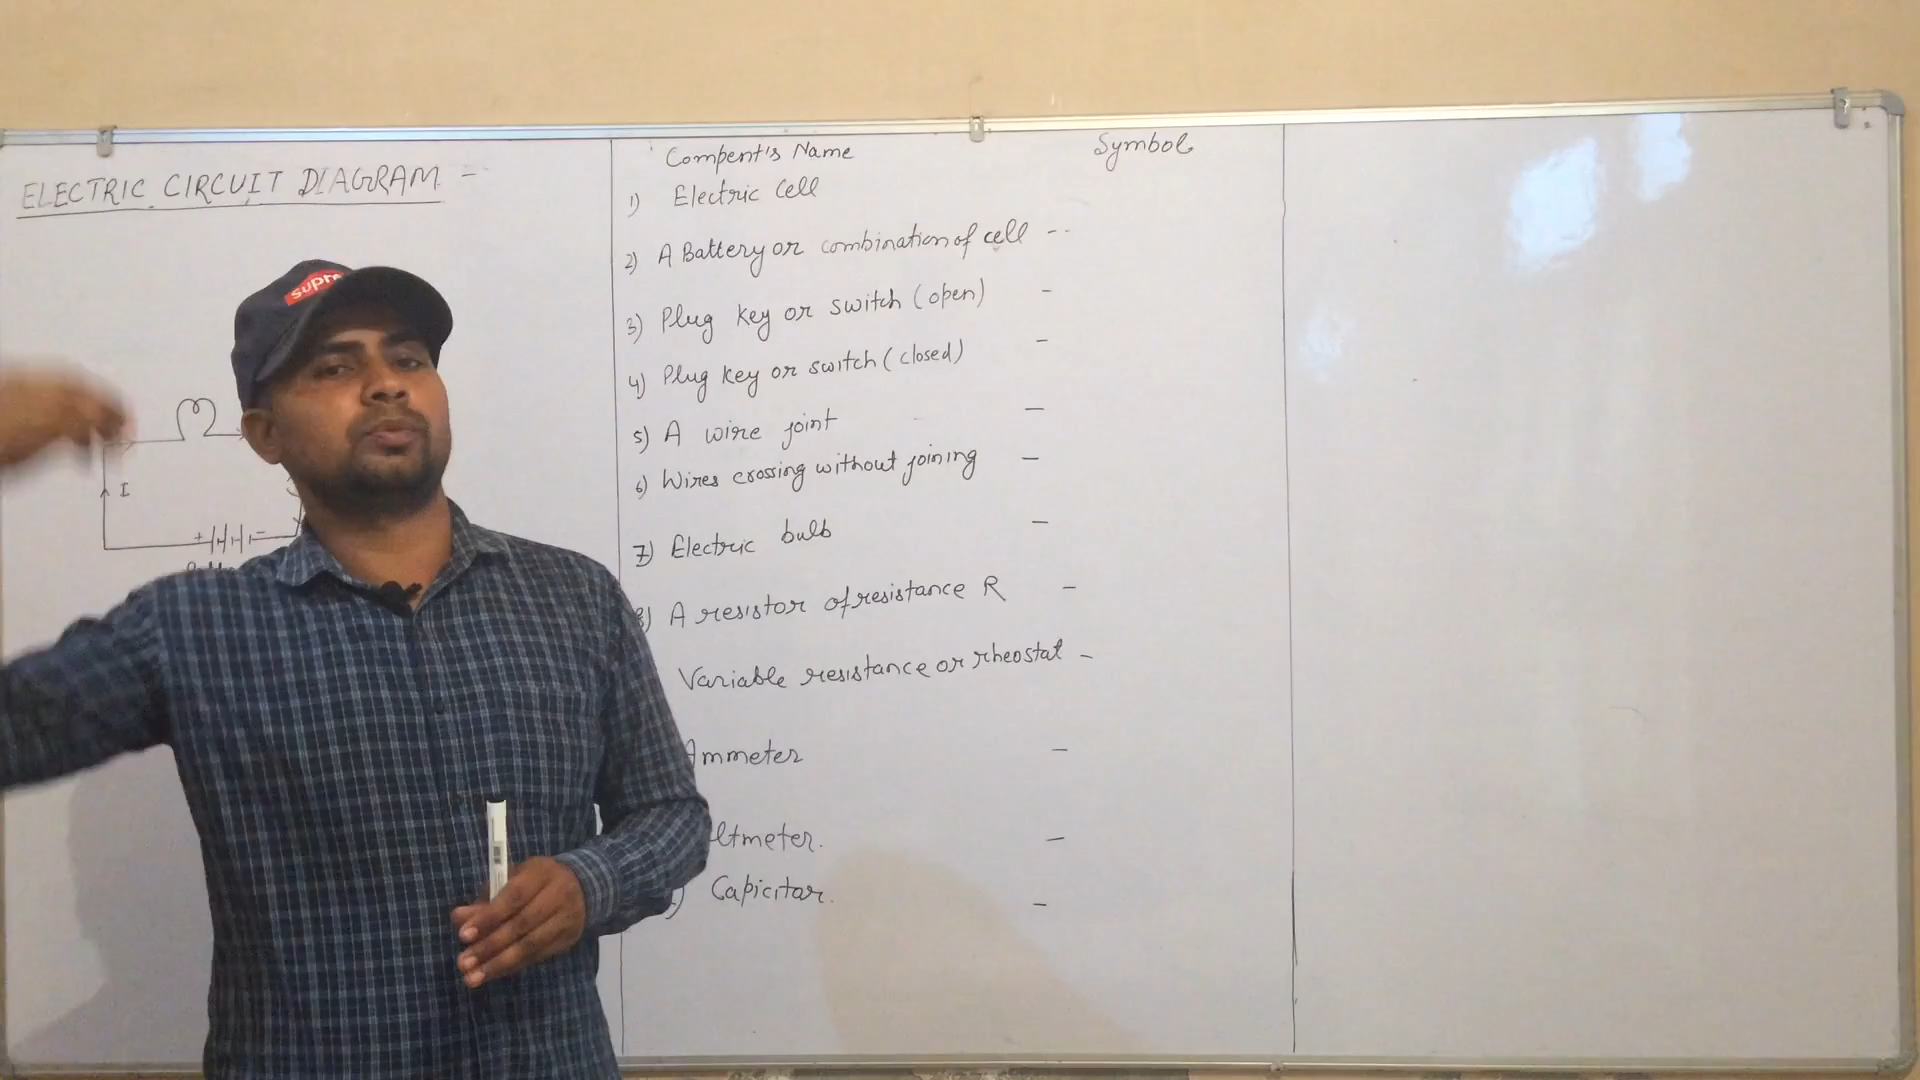 ELECTRIC CIRCUIT DIAGRAM -
supre
I
+ -
Compent's Name Symbol
1) Electric cell
2) A Battery or combination of cell --
3) Plug key or switch (open) -
4) Plug key or switch (closed) -
5) A wire joint -
6) Wires crossing without joining -
7) Electric bulb -
8) A resistor of resistance R -
Variable resistance or rheostat -
Ammeter -
ltmeter. -
) Capicitar. -